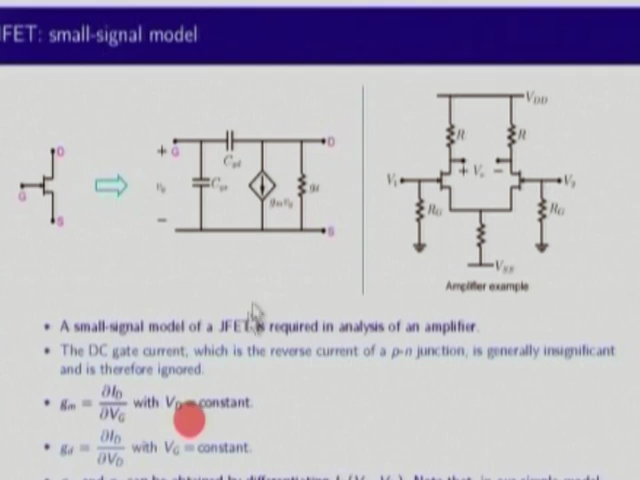 FET: small-signal model
V_DD
R R
+ V_o −
V_1 V_2
R_G R_G
V_SS
Amplifier example
D
G
S
+ G C_gd D
v_g C_gs g_m v_g g_d
− S
• A small-signal model of a JFET is required in analysis of an amplifier.
• The DC gate current, which is the reverse current of a p-n junction, is generally insignificant
and is therefore ignored.
• g_m = ∂I_D/∂V_G with V_D = constant.
• g_d = ∂I_D/∂V_D with V_G = constant.